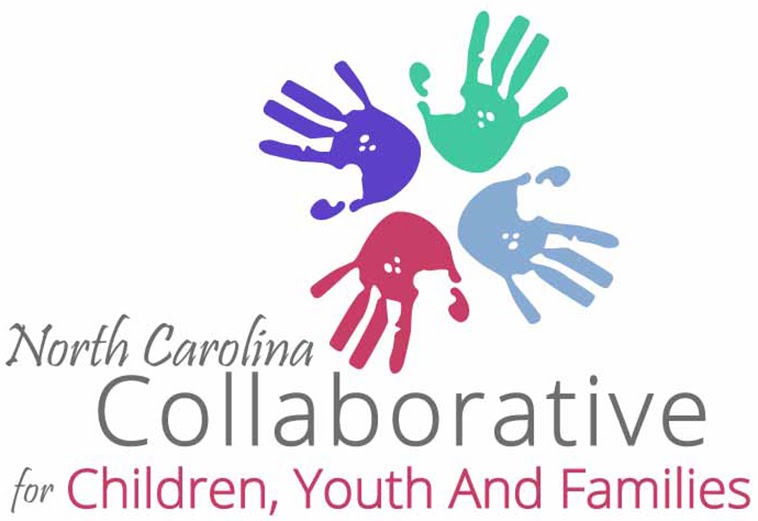 North Carolina
Collaborative
for Children, Youth And Families